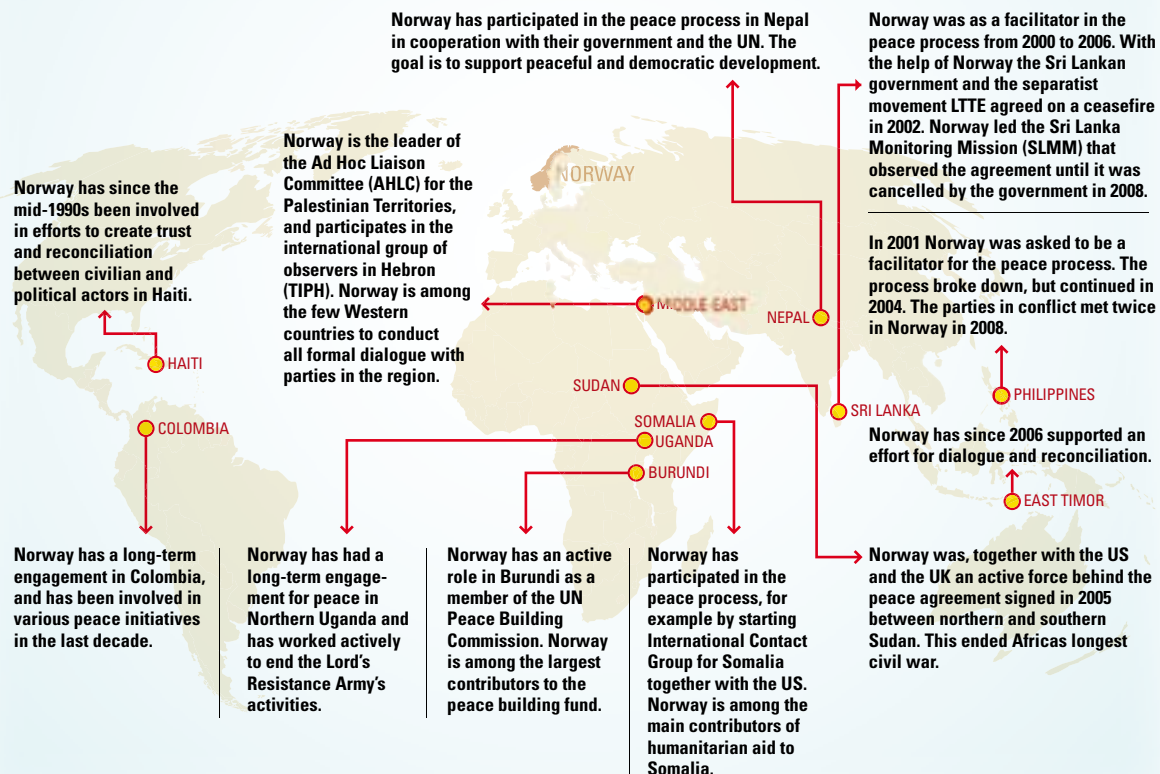 Norway has participated in the peace process in Nepal
in cooperation with their government and the UN. The
goal is to support peaceful and democratic development.
Norway was as a facilitator in the
peace process from 2000 to 2006. With
the help of Norway the Sri Lankan
government and the separatist
movement LTTE agreed on a ceasefire
in 2002. Norway led the Sri Lanka
Monitoring Mission (SLMM) that
observed the agreement until it was
cancelled by the government in 2008.
Norway is the leader of
the Ad Hoc Liaison
Committee (AHLC) for the
Palestinian Territories,
and participates in the
international group of
observers in Hebron
(TIPH). Norway is among
the few Western
countries to conduct
all formal dialogue with
parties in the region.
NORWAY
Norway has since the
mid-1990s been involved
in efforts to create trust
and reconciliation
between civilian and
political actors in Haiti.
In 2001 Norway was asked to be a
facilitator for the peace process. The
process broke down, but continued in
2004. The parties in conflict met twice
in Norway in 2008.
MIDDLE EAST
NEPAL
HAITI
SUDAN
PHILIPPINES
SRI LANKA
SOMALIA
COLOMBIA
UGANDA
Norway has since 2006 supported an
effort for dialogue and reconciliation.
BURUNDI
EAST TIMOR
Norway has a long-term
engagement in Colombia,
and has been involved in
various peace initiatives
in the last decade.
Norway has had a
long-term engage-
ment for peace in
Northern Uganda and
has worked actively
to end the Lord's
Resistance Army's
activities.
Norway has an active
role in Burundi as a
member of the UN
Peace Building
Commission. Norway
is among the largest
contributors to the
peace building fund.
Norway has
participated in the
peace process, for
example by starting
International Contact
Group for Somalia
together with the US.
Norway is among the
main contributors of
humanitarian aid to
Somalia.
Norway was, together with the US
and the UK an active force behind the
peace agreement signed in 2005
between northern and southern
Sudan. This ended Africas longest
civil war.